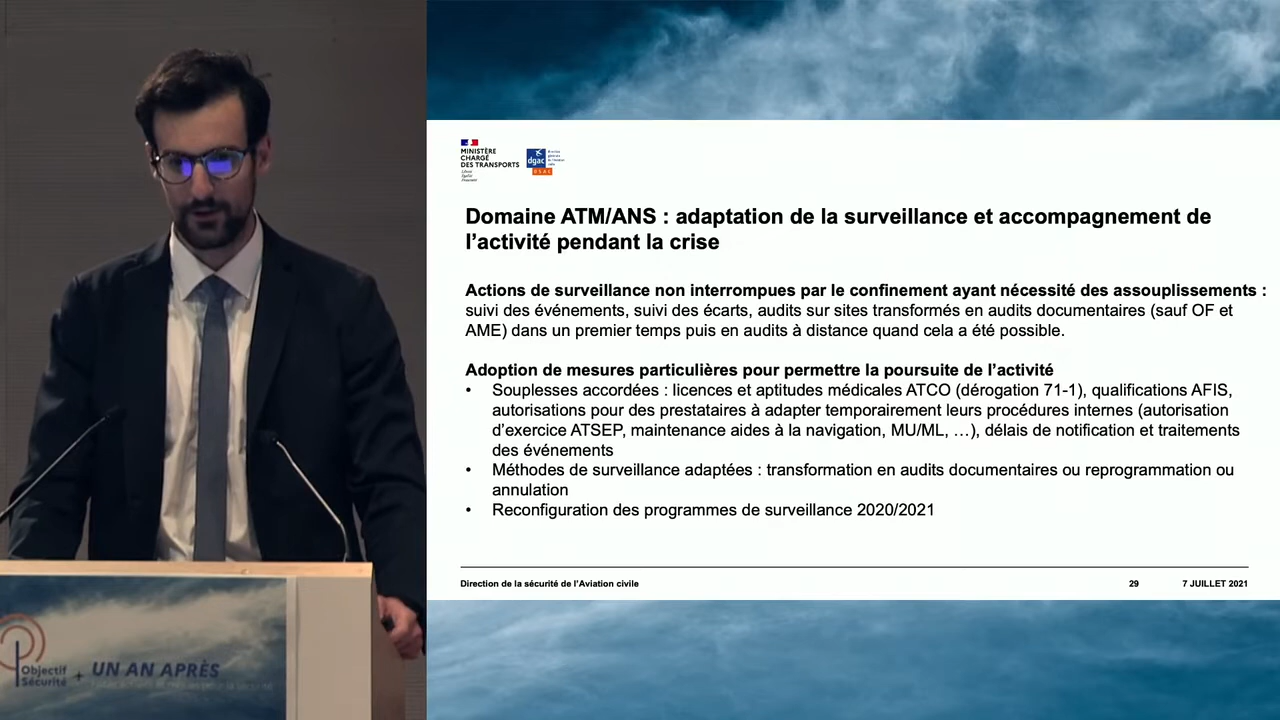 MINISTÈRE
CHARGÉ
DES TRANSPORTS
Liberté
Égalité
Fraternité
dgac
DSAC
Domaine ATM/ANS : adaptation de la surveillance et accompagnement de
l’activité pendant la crise
Actions de surveillance non interrompues par le confinement ayant nécessité des assouplissements :
suivi des événements, suivi des écarts, audits sur sites transformés en audits documentaires (sauf OF et
AME) dans un premier temps puis en audits à distance quand cela a été possible.
Adoption de mesures particulières pour permettre la poursuite de l’activité
• Souplesses accordées : licences et aptitudes médicales ATCO (dérogation 71-1), qualifications AFIS,
autorisations pour des prestataires à adapter temporairement leurs procédures internes (autorisation
d’exercice ATSEP, maintenance aides à la navigation, MU/ML, …), délais de notification et traitements
des événements
• Méthodes de surveillance adaptées : transformation en audits documentaires ou reprogrammation ou
annulation
• Reconfiguration des programmes de surveillance 2020/2021
Direction de la sécurité de l’Aviation civile 29 7 JUILLET 2021
Objectif
Sécurité
+ UN AN APRÈS